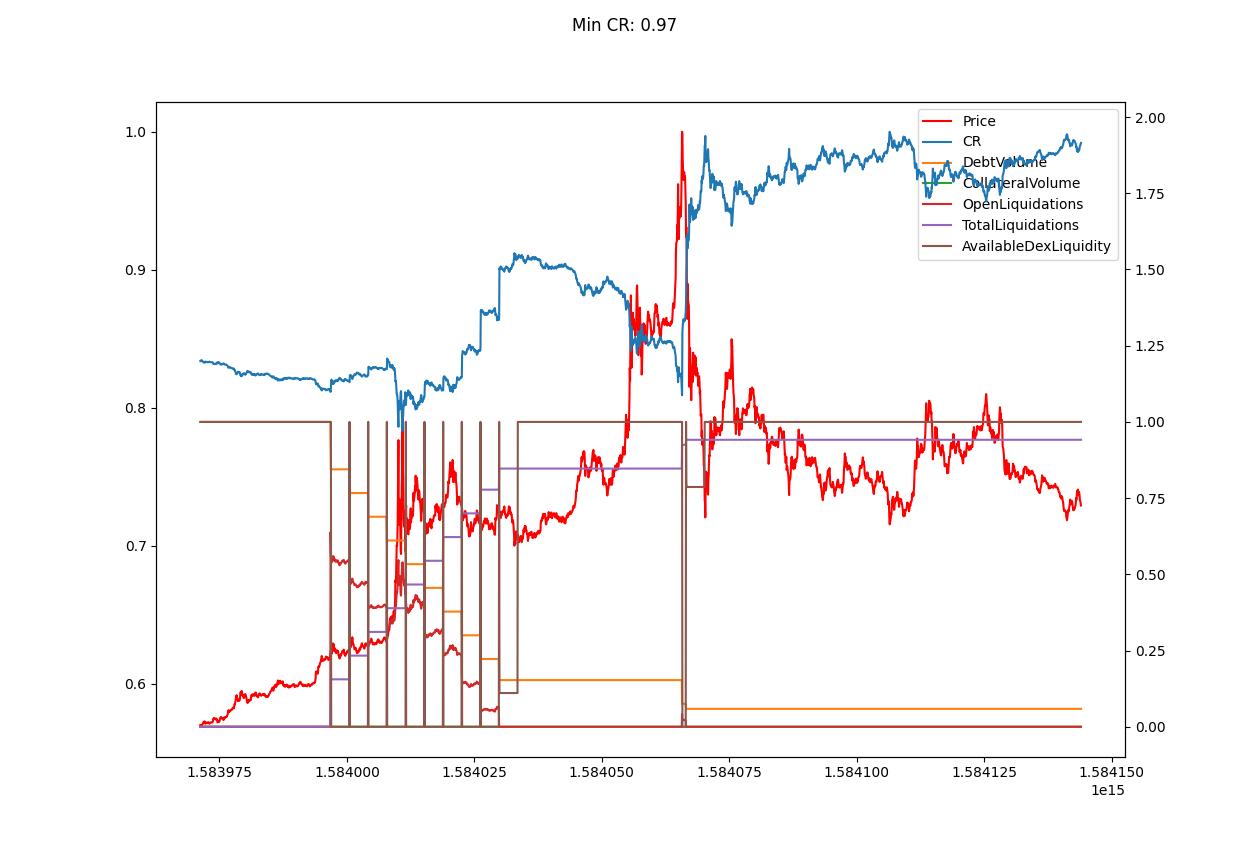 Min CR: 0.97
1.0
0.9
0.8
0.7
0.6
2.00
1.75
1.50
1.25
1.00
0.75
0.50
0.25
0.00
Price
CR
DebtVolume
CollateralVolume
OpenLiquidations
TotalLiquidations
AvailableDexLiquidity
1.583975 1.584000 1.584025 1.584050 1.584075 1.584100 1.584125 1.584150
1e15